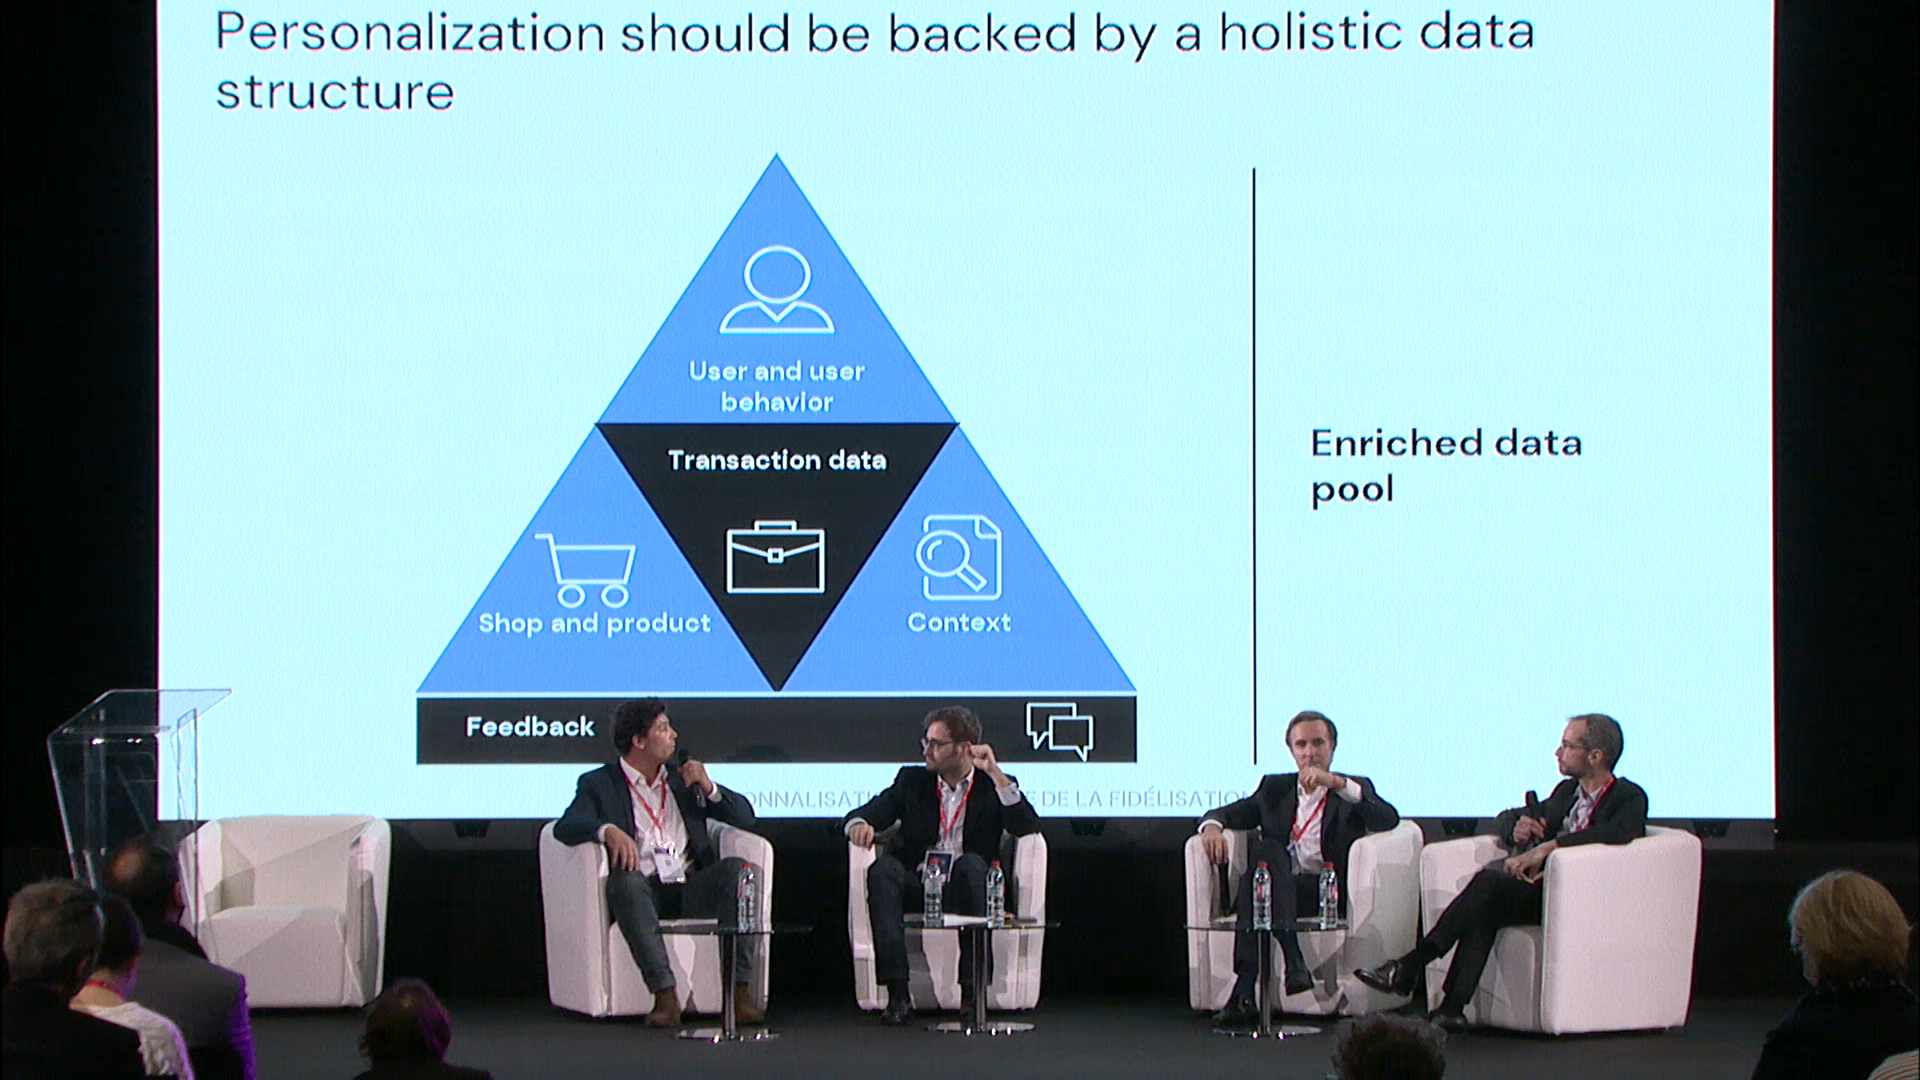 Personalization should be backed by a holistic data
structure
User and user
behavior
Transaction data
Shop and product
Context
Feedback
Enriched data
pool
DE LA FIDÉLISATION